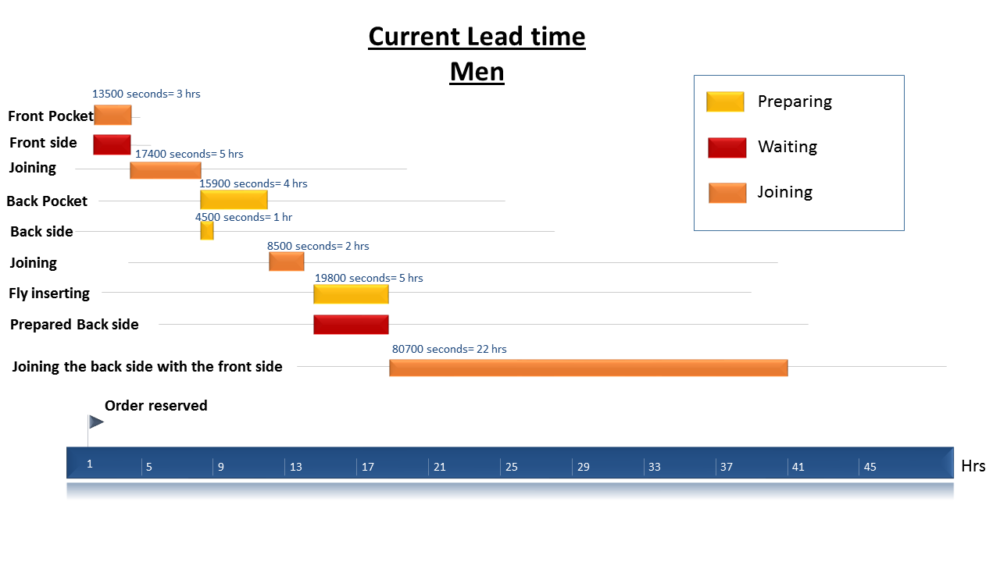 Current Lead time
Men
Preparing
Waiting
Joining
13500 seconds= 3 hrs
Front Pocket
Front side
17400 seconds= 5 hrs
Joining
15900 seconds= 4 hrs
Back Pocket
4500 seconds= 1 hr
Back side
8500 seconds= 2 hrs
Joining
19800 seconds= 5 hrs
Fly inserting
Prepared Back side
80700 seconds= 22 hrs
Joining the back side with the front side
Order reserved
1 5 9 13 17 21 25 29 33 37 41 45 Hrs